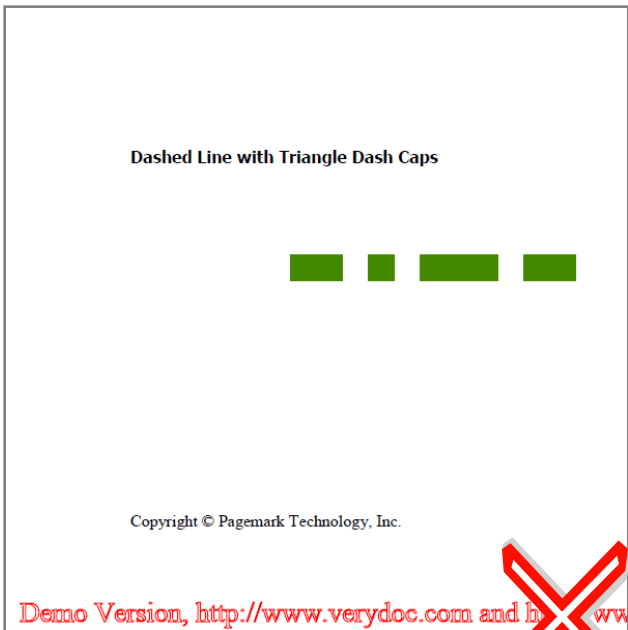 Dashed Line with Triangle Dash Caps
Copyright © Pagemark Technology, Inc.
Demo Version, http://www.verydoc.com and